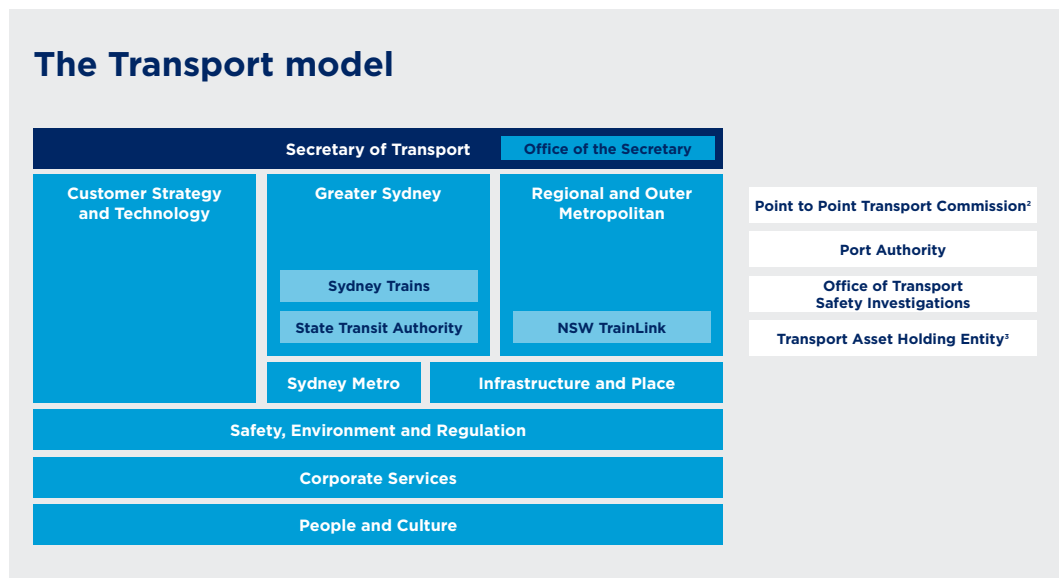 The Transport model
Secretary of Transport
Office of the Secretary
Customer Strategy
and Technology
Greater Sydney
Sydney Trains
State Transit Authority
Regional and Outer
Metropolitan
NSW TrainLink
Sydney Metro
Infrastructure and Place
Safety, Environment and Regulation
Corporate Services
People and Culture
Point to Point Transport Commission²
Port Authority
Office of Transport
Safety Investigations
Transport Asset Holding Entity³